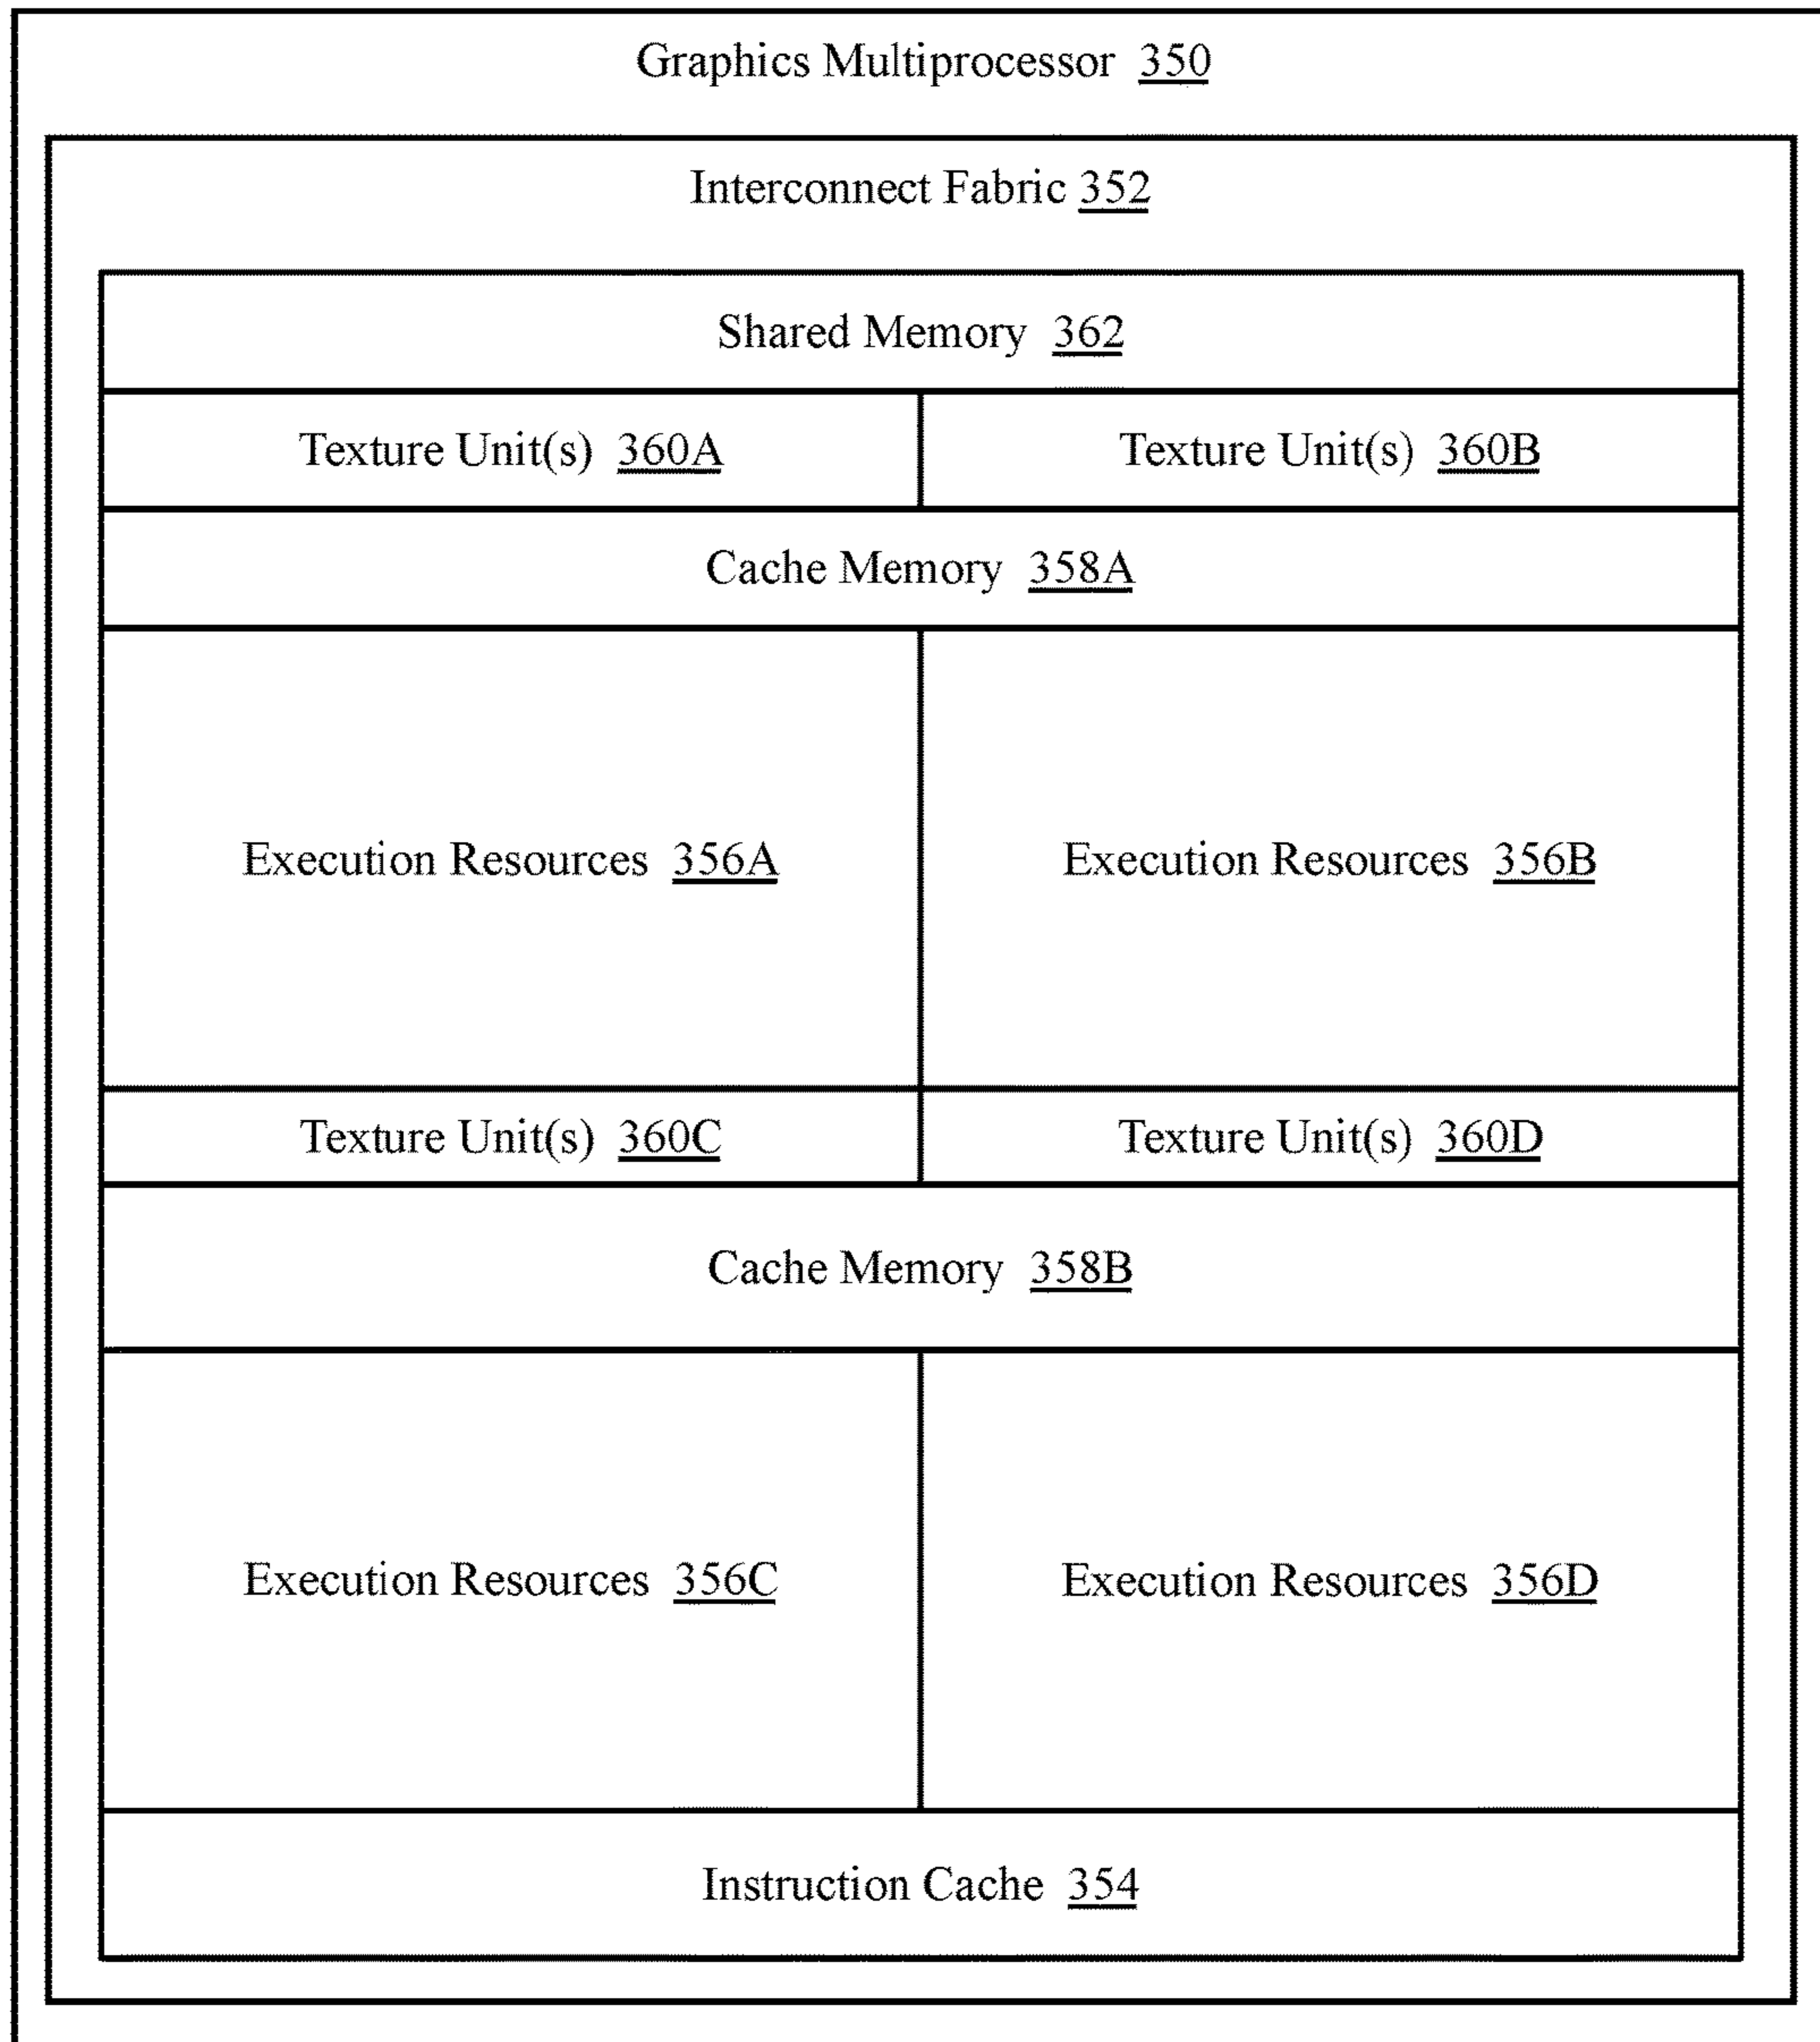 Graphics Multiprocessor 350
Interconnect Fabric 352
Shared Memory 362
Texture Unit(s) 360A
Texture Unit(s) 360B
Cache Memory 358A
Execution Resources 356A
Execution Resources 356B
Texture Unit(s) 360C
Texture Unit(s) 360D
Cache Memory 358B
Execution Resources 356C
Execution Resources 356D
Instruction Cache 354